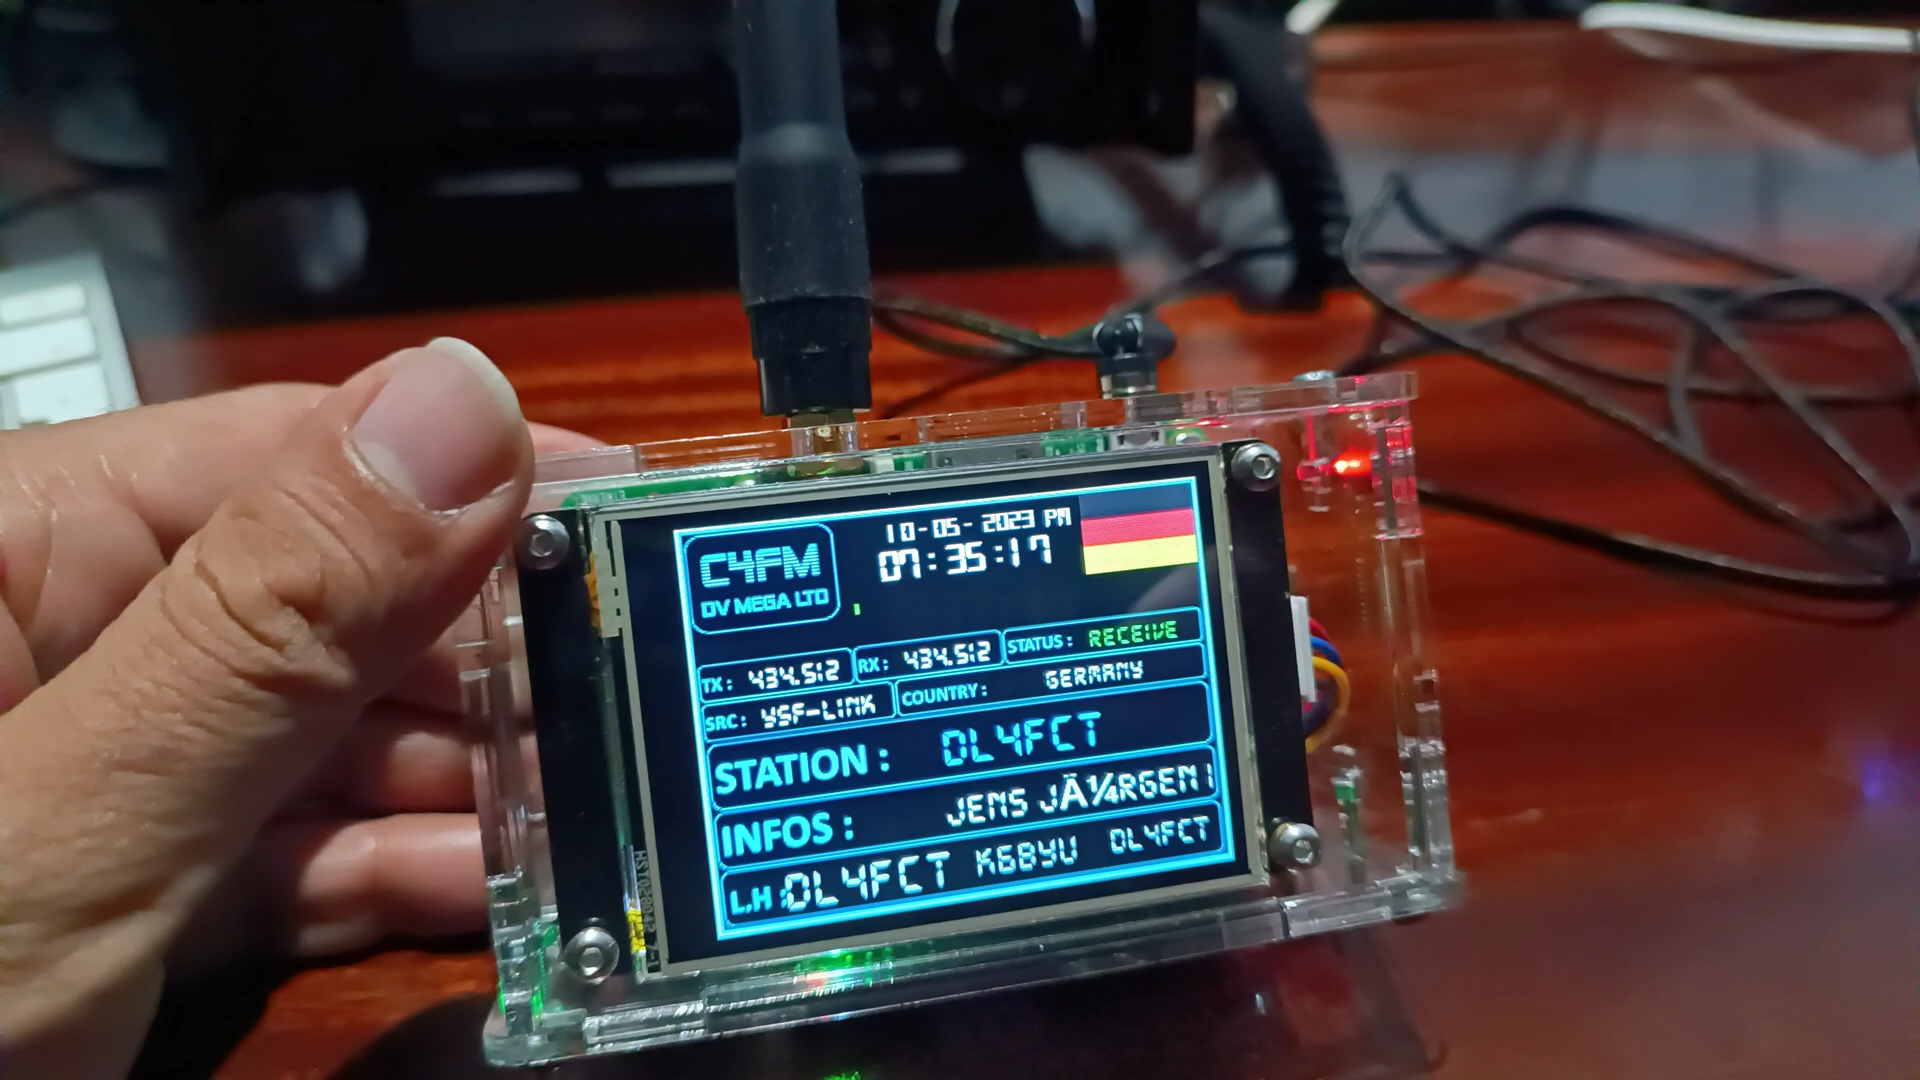 10-05-2023 PM
C4FM
07:35:17
DV MEGA LTD
TX: 434.512 RX: 434.512 STATUS: RECEIVE
SRC: YSF-LINK COUNTRY: GERMANY
STATION: DL4FCT
INFOS: JENS JÃ¼RGEN
L.H: DL4FCT KG8YU DL4FCT